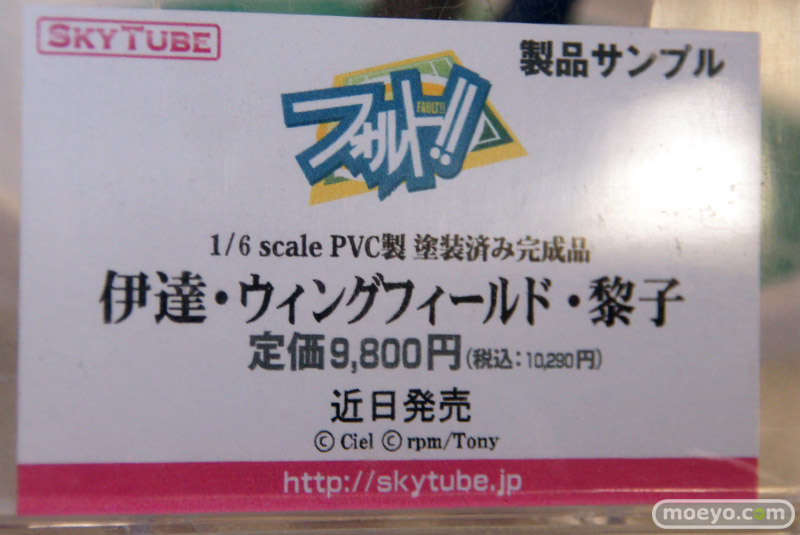 SKYTUBE
製品サンプル
FAULT!!
フォルト!!
1/6 scale PVC製 塗装済み完成品
伊達・ウィングフィールド・黎子
定価9,800円(税込:10,290円)
近日発売
©Ciel ©rpm/Tony
http://skytube.jp
moeyo.com